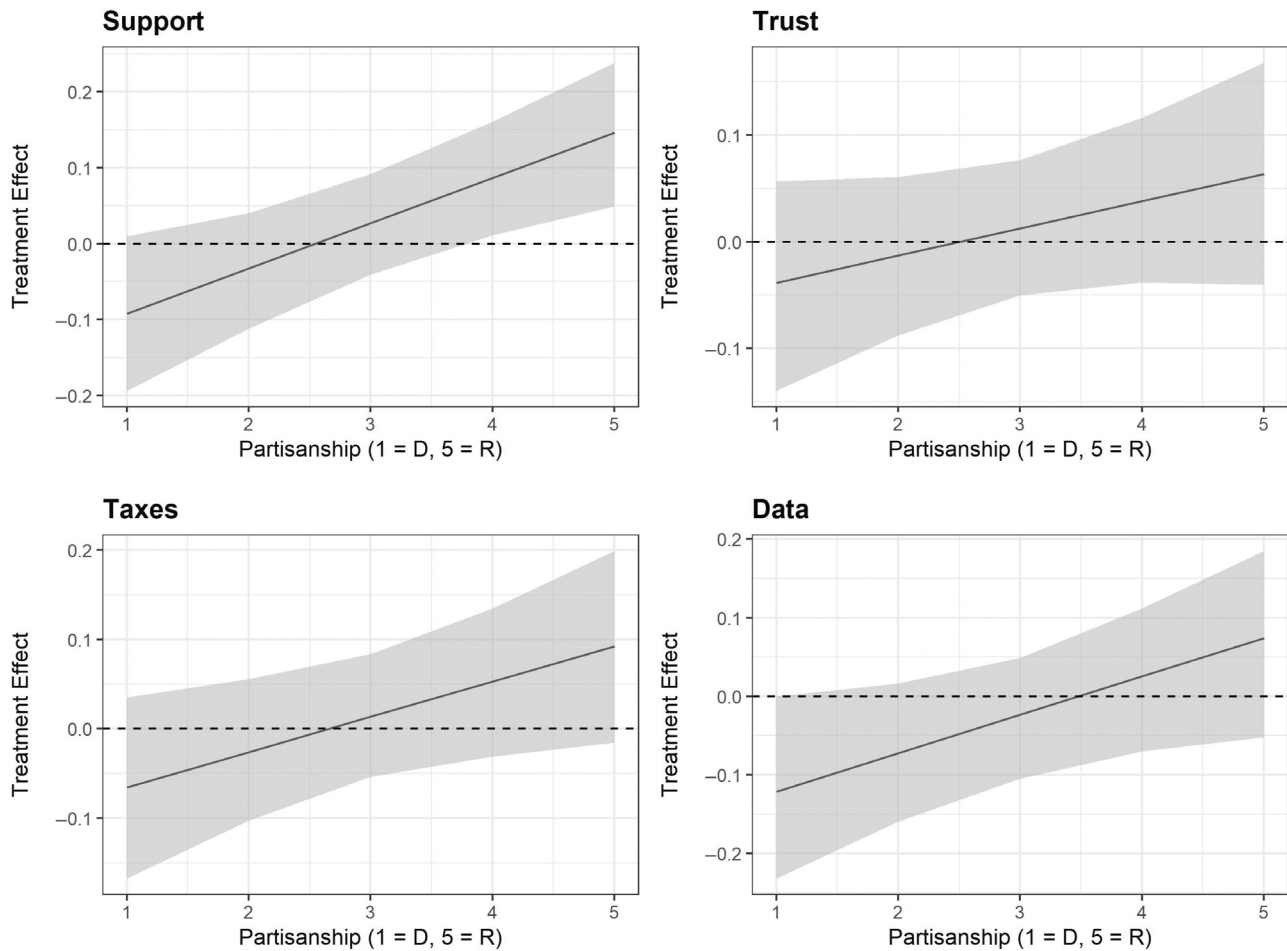 Support
Treatment Effect
0.2
0.1
0.0
–0.1
–0.2
1 2 3 4 5
Partisanship (1 = D, 5 = R)
Trust
Treatment Effect
0.1
0.0
–0.1
1 2 3 4 5
Partisanship (1 = D, 5 = R)
Taxes
Treatment Effect
0.2
0.1
0.0
–0.1
1 2 3 4 5
Partisanship (1 = D, 5 = R)
Data
Treatment Effect
0.2
0.1
0.0
–0.1
–0.2
1 2 3 4 5
Partisanship (1 = D, 5 = R)